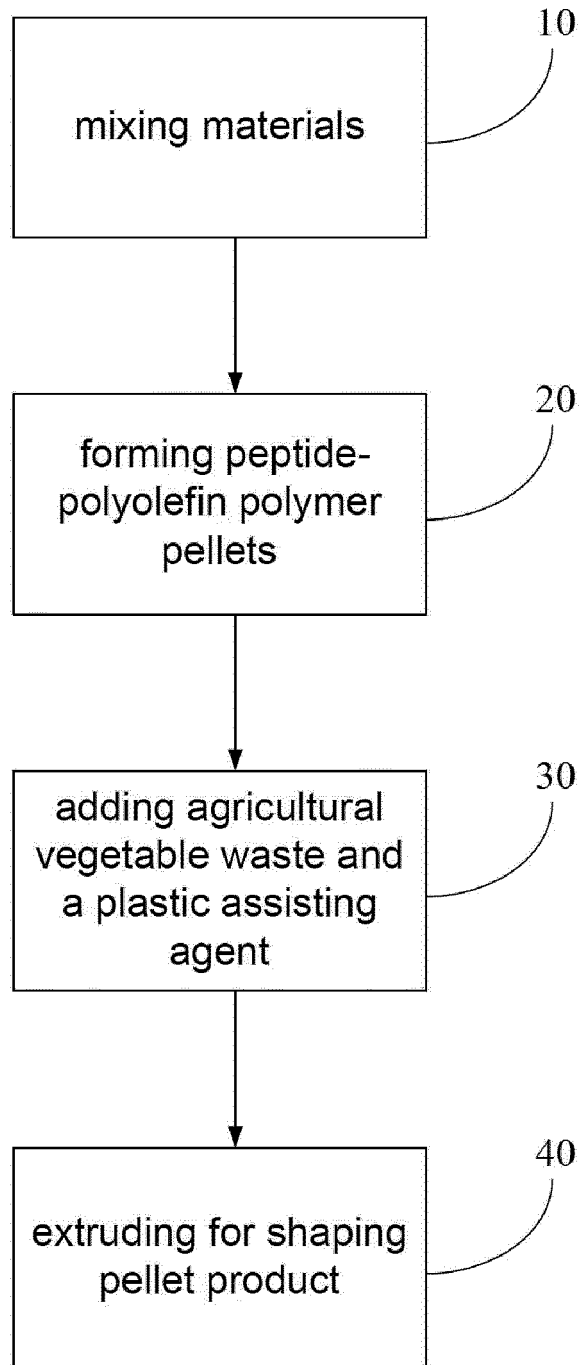 10
mixing materials
20
forming peptide-
polyolefin polymer
pellets
30
adding agricultural
vegetable waste and
a plastic assisting
agent
40
extruding for shaping
pellet product